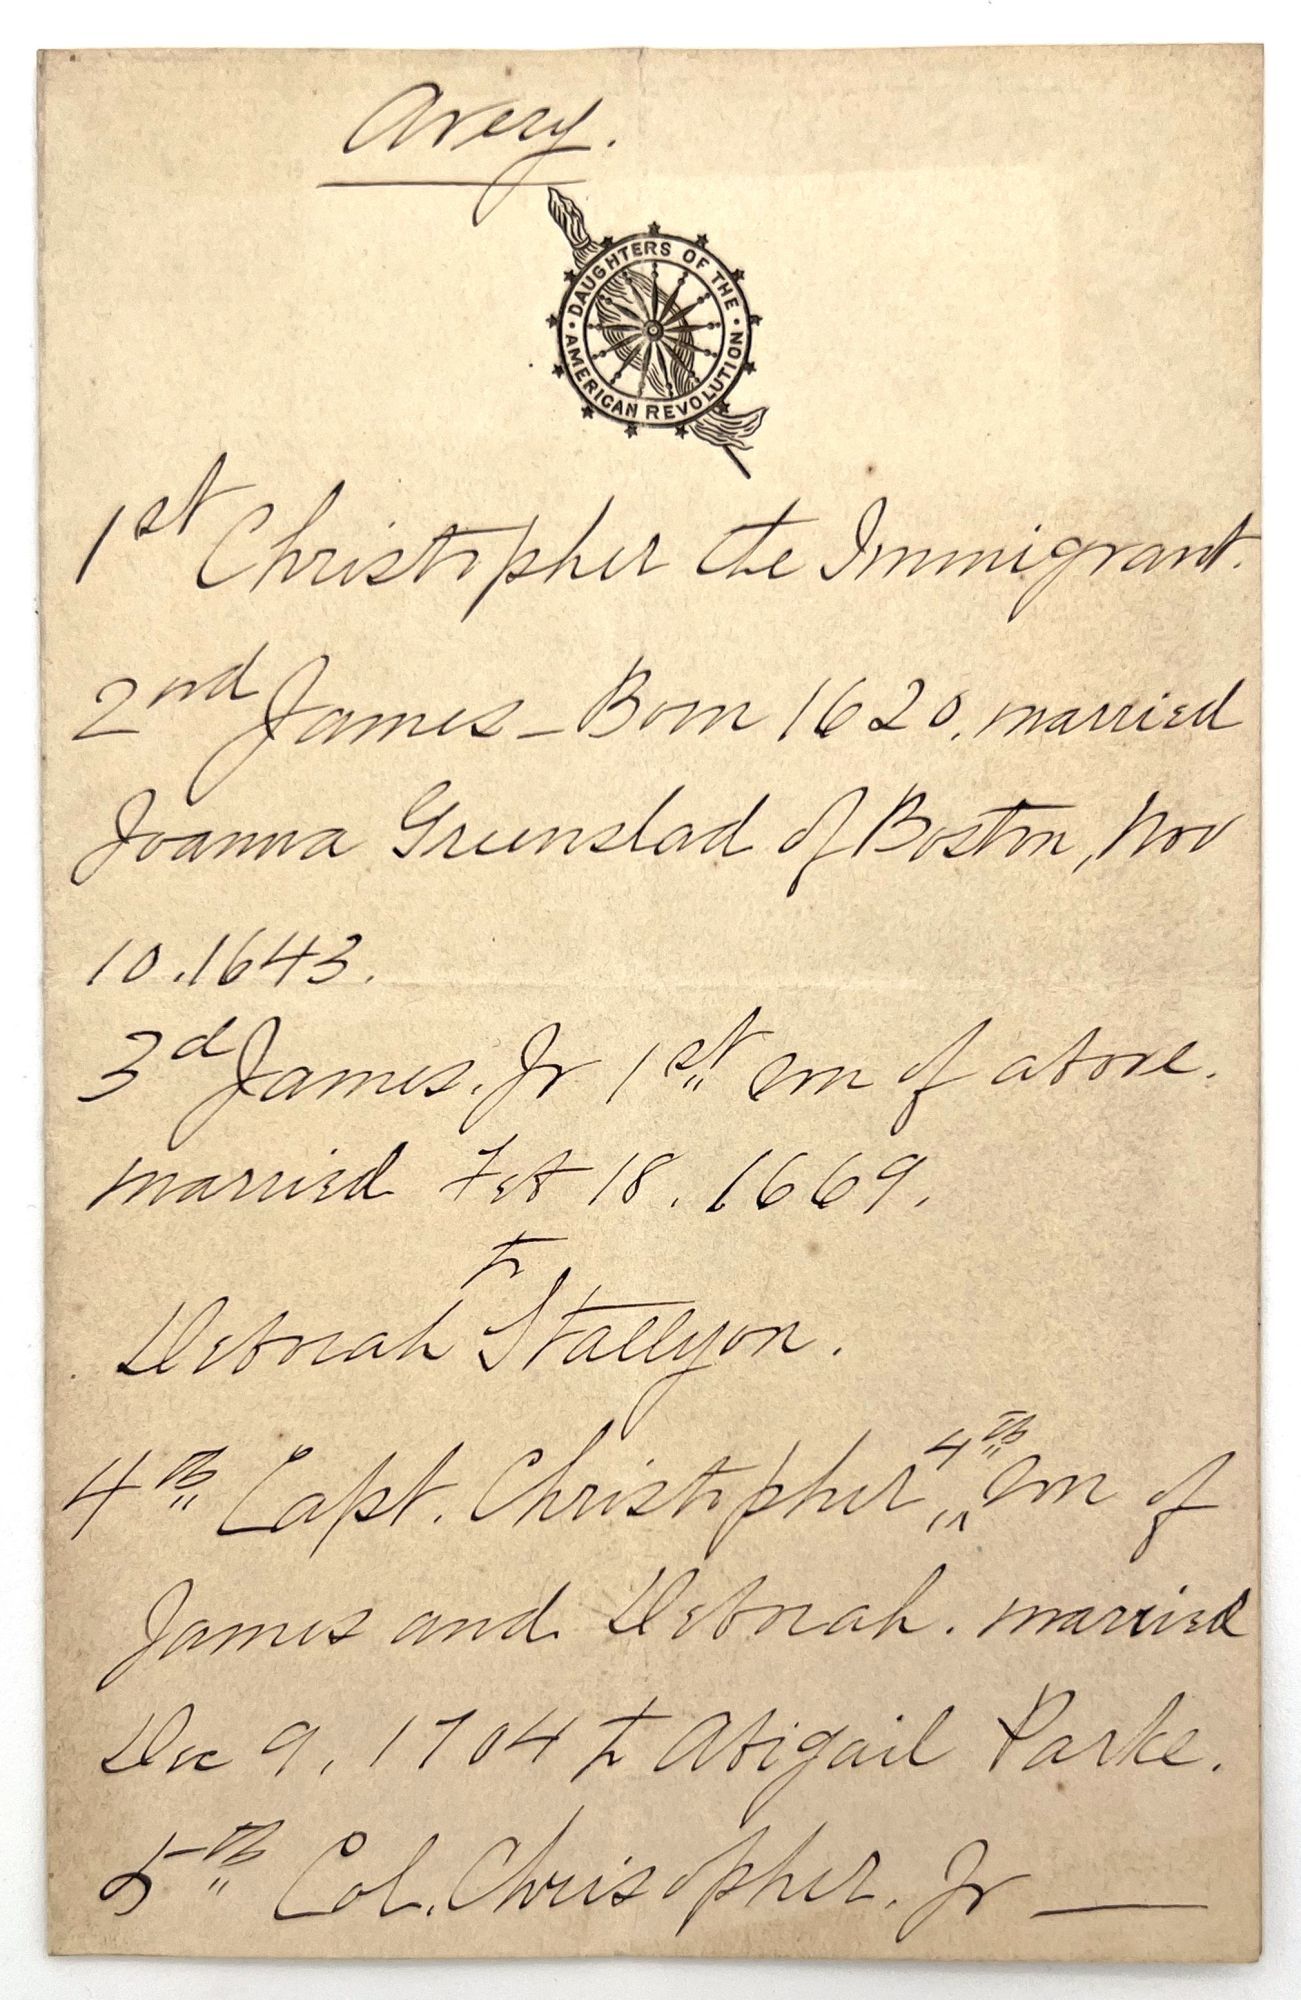 Avery.
DAUGHTERS OF THE
AMERICAN REVOLUTION
1st Christopher the Immigrant.
2nd James - Born 1620. married
Joanna Greenslad of Boston, Nov
10. 1643.
3d James. Jr 1st son of above.
married Feb 18. 1669.
to
Deborah Stallyon.
4th Capt. Christopher, 4th son of
James and Deborah. married
Dec 9, 1704 to Abigail Parke.
5th Col. Chrisopher. Jr —